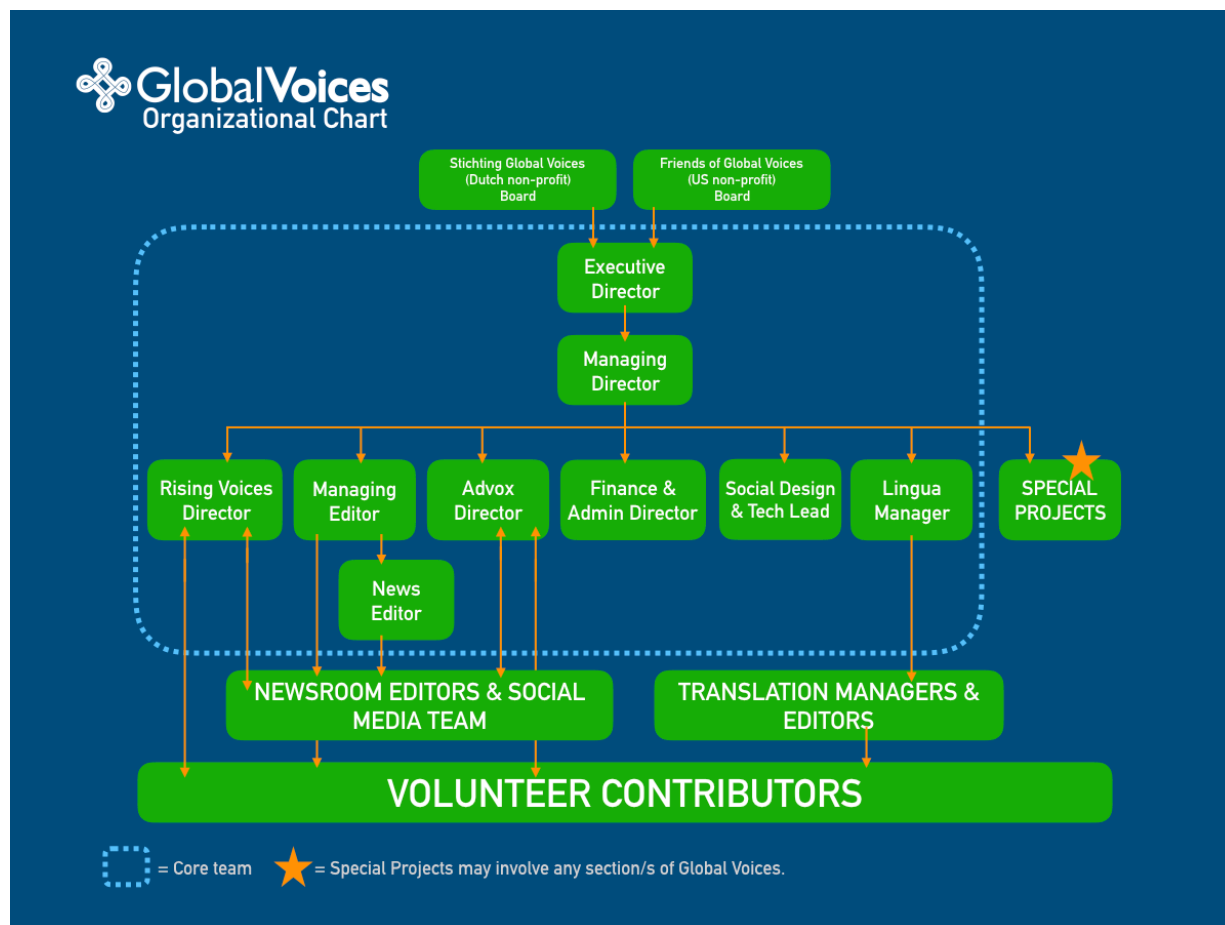 GlobalVoices
Organizational Chart
Stichting Global Voices
(Dutch non-profit)
Board
Friends of Global Voices
(US non-profit)
Board
Executive
Director
Managing
Director
Rising Voices
Director
Managing
Editor
Advox
Director
Finance &
Admin Director
Social Design
& Tech Lead
Lingua
Manager
SPECIAL
PROJECTS
News
Editor
NEWSROOM EDITORS & SOCIAL
MEDIA TEAM
TRANSLATION MANAGERS &
EDITORS
VOLUNTEER CONTRIBUTORS
= Core team
= Special Projects may involve any section/s of Global Voices.